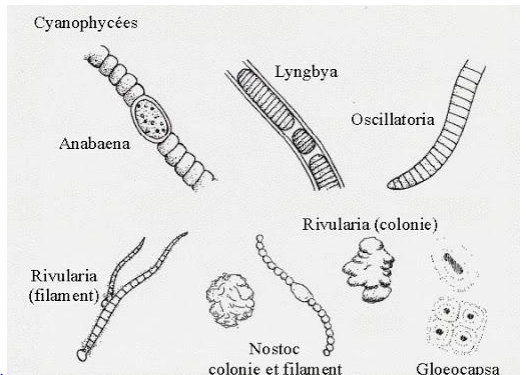 Cyanophycées
Lyngbya
Oscillatoria
Anabaena
Rivularia (colonie)
Rivularia
(filament)
Nostoc
colonie et filament
Gloeocapsa